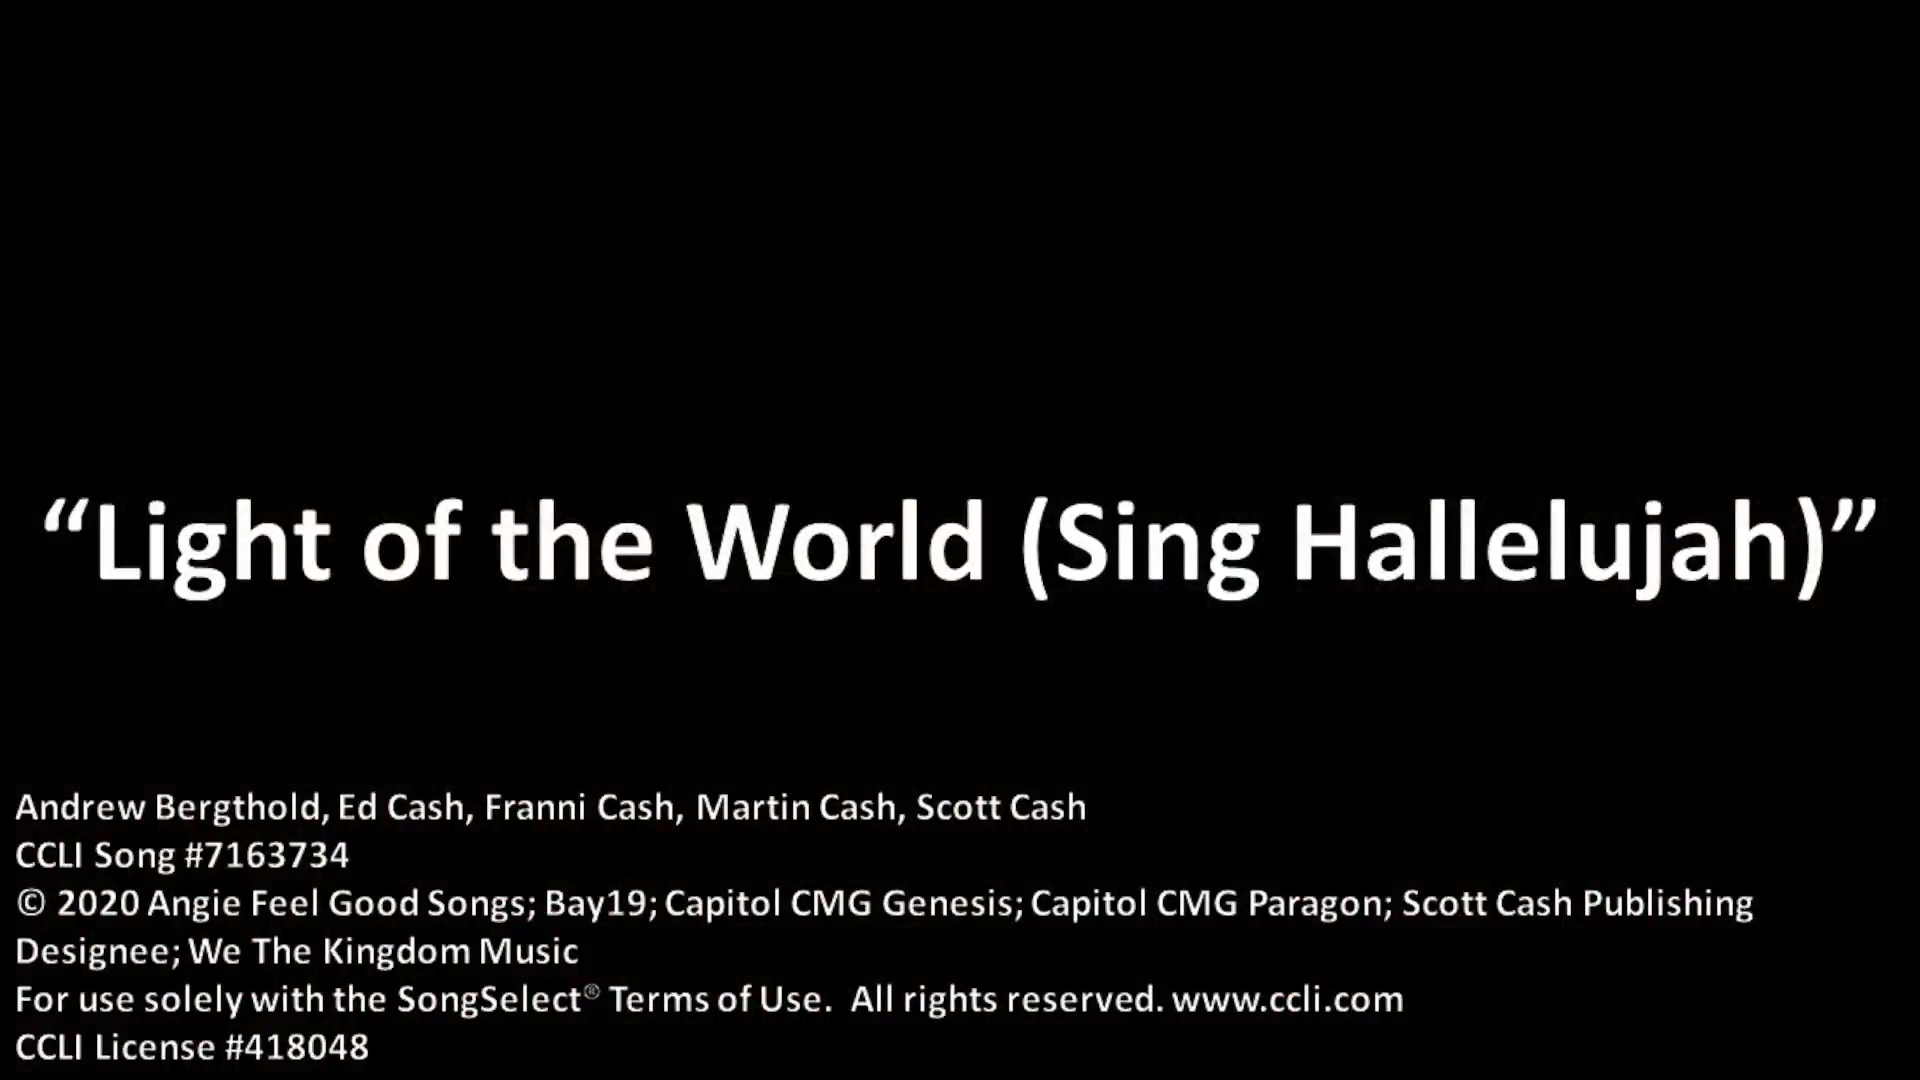 “Light of the World (Sing Hallelujah)”
Andrew Bergthold, Ed Cash, Franni Cash, Martin Cash, Scott Cash
CCLI Song #7163734
© 2020 Angie Feel Good Songs; Bay19; Capitol CMG Genesis; Capitol CMG Paragon; Scott Cash Publishing
Designee; We The Kingdom Music
For use solely with the SongSelect® Terms of Use.  All rights reserved. www.ccli.com
CCLI License #418048